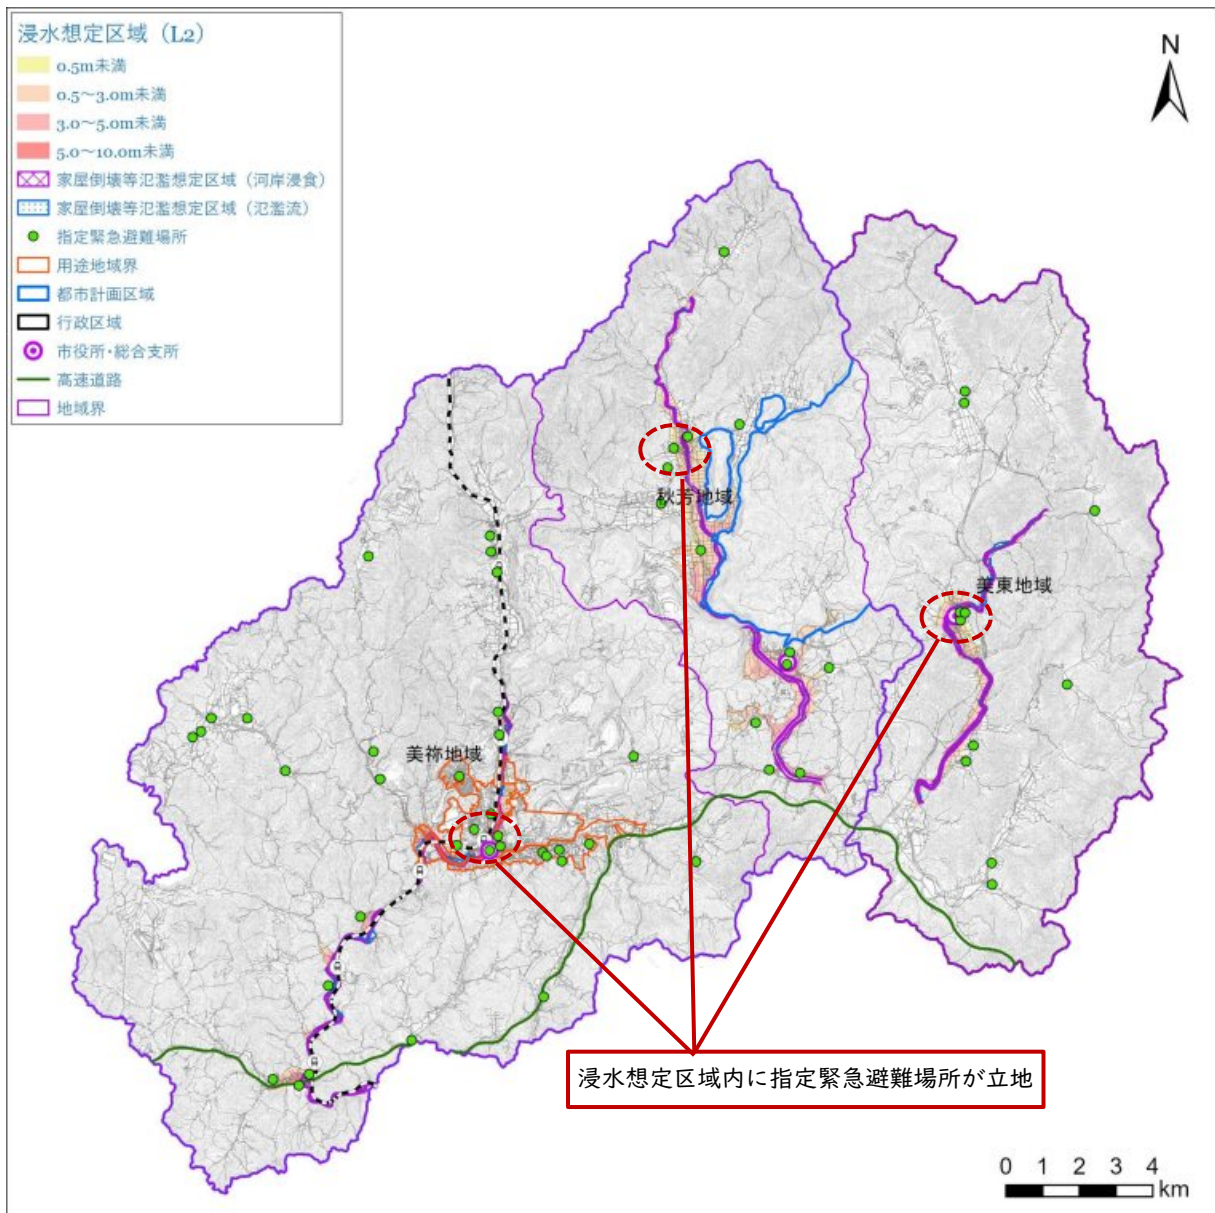 浸水想定区域（L2）
0.5m未満
0.5～3.0m未満
3.0～5.0m未満
5.0～10.0m未満
家屋倒壊等氾濫想定区域（河岸浸食）
家屋倒壊等氾濫想定区域（氾濫流）
指定緊急避難場所
用途地域界
都市計画区域
行政区域
市役所・総合支所
高速道路
地域界
N
秋芳地域
美東地域
美祢地域
浸水想定区域内に指定緊急避難場所が立地
0 1 2 3 4
km